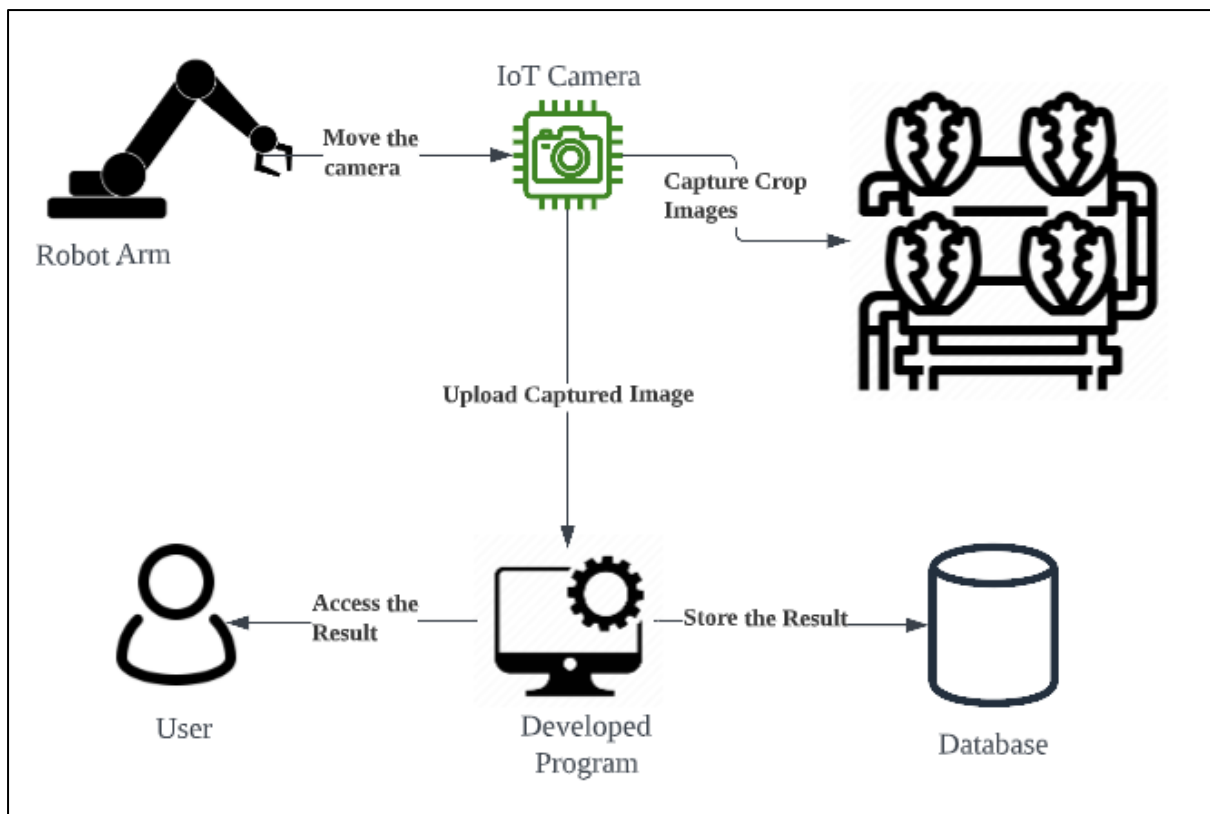 IoT Camera
Move the
camera
Capture Crop
Images
Robot Arm
Upload Captured Image
Access the
Result
Store the Result
User
Developed
Program
Database